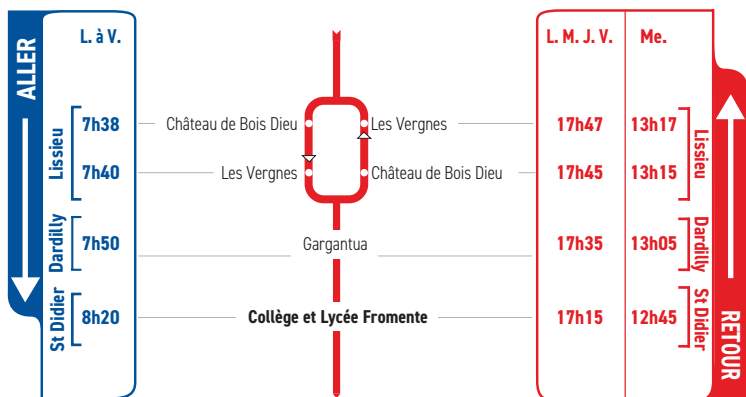 ALLER
L. à V.
L. M. J. V. Me.
Lissieu
7h38 Château de Bois Dieu Les Vergnes 17h47 13h17
7h40 Les Vergnes Château de Bois Dieu 17h45 13h15
Lissieu
Dardilly
7h50 Gargantua 17h35 13h05
Dardilly
St Didier
8h20 Collège et Lycée Fromente 17h15 12h45
St Didier
RETOUR